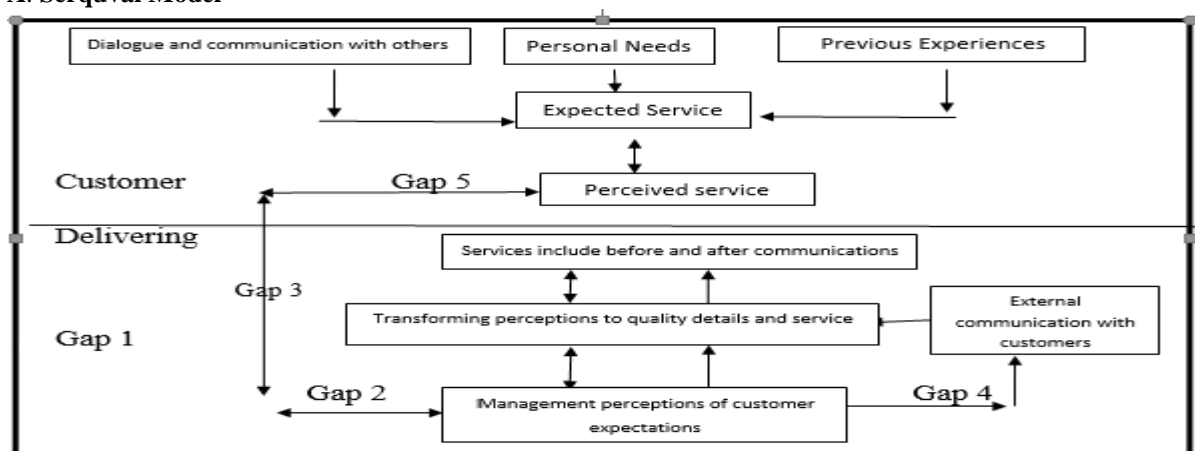 A. Serquval Model
Dialogue and communication with others
Personal Needs
Previous Experiences
Expected Service
Customer
Gap 5
Perceived service
Delivering
Services include before and after communications
Gap 3
Transforming perceptions to quality details and service
External
communication with
customers
Gap 1
Gap 2
Management perceptions of customer
expectations
Gap 4